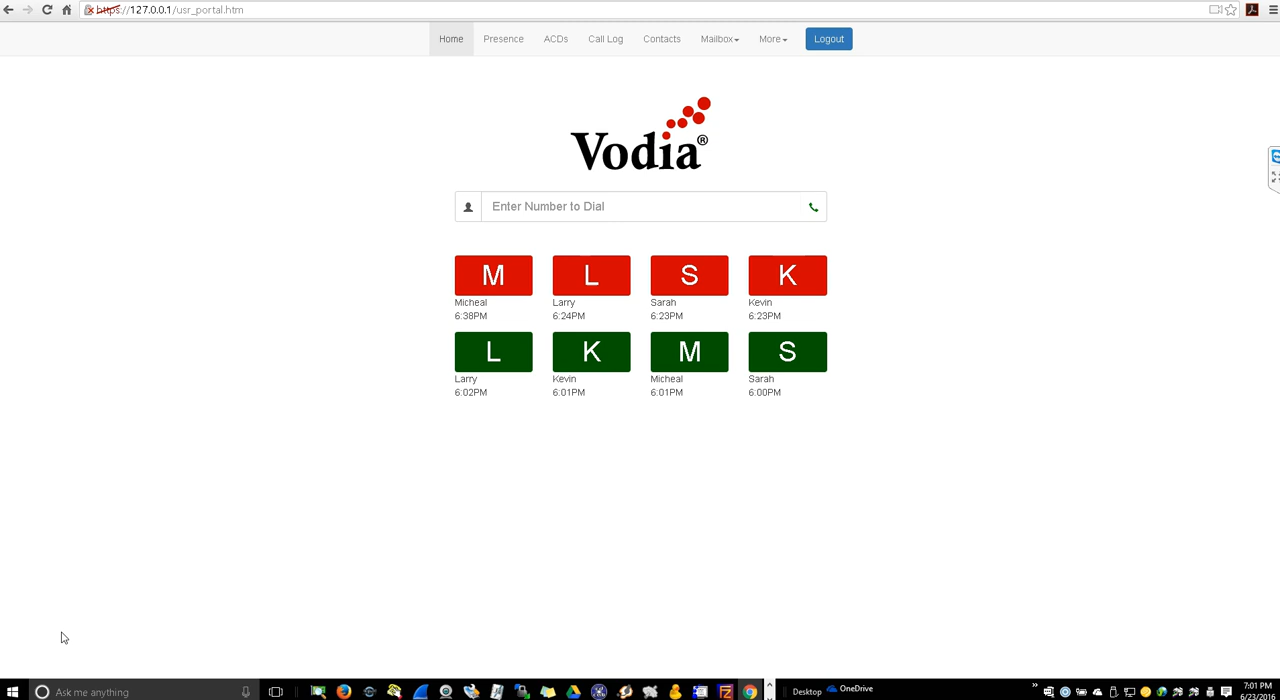 https://127.0.0.1/usr_portal.htm
Home Presence ACDs Call Log Contacts Mailbox More Logout
Vodia®
Enter Number to Dial
M L S K
Micheal Larry Sarah Kevin
6:38PM 6:24PM 6:23PM 6:23PM
L K M S
Larry Kevin Micheal Sarah
6:02PM 6:01PM 6:01PM 6:00PM
Ask me anything
Desktop OneDrive
7:01 PM
6/23/2016